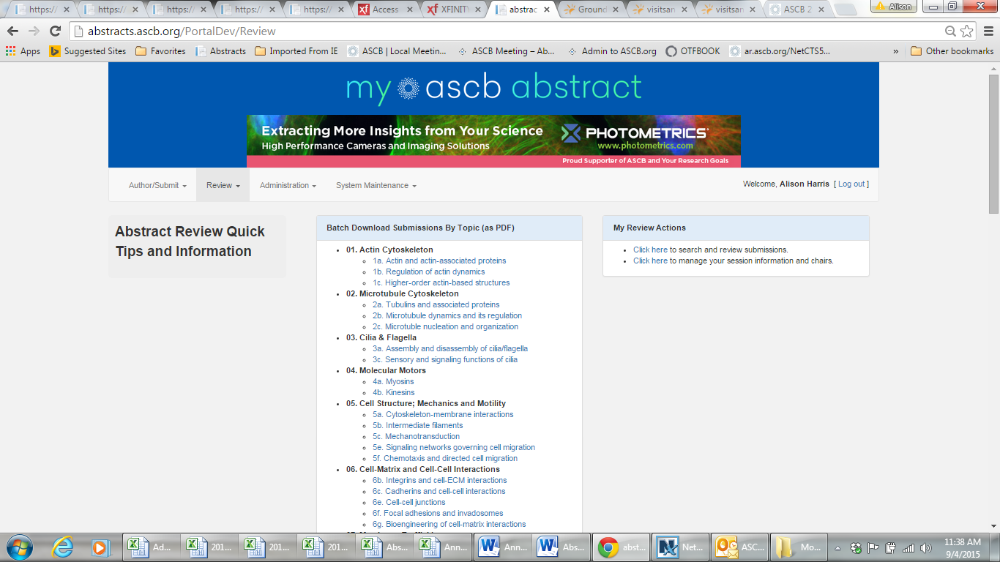 https:/
https:/
https:/
https:/
https:/
Access
XFINIT
abstrac
Ground
visitsan
visitsan
ASCB 2
Alison
abstracts.ascb.org/PortalDev/Review
Apps
Suggested Sites
Favorites
Abstracts
Imported From IE
ASCB | Local Meetin...
ASCB Meeting – Ab...
Admin to ASCB.org
OTFBOOK
ar.ascb.org/NetCTS5...
»
Other bookmarks
my ascb abstract
Extracting More Insights from Your Science
High Performance Cameras and Imaging Solutions
PHOTOMETRICS
www.photometrics.com
Proud Supporter of ASCB and Your Research Goals
Author/Submit
Review
Administration
System Maintenance
Welcome, Alison Harris [ Log out ]
Abstract Review Quick
Tips and Information
Batch Download Submissions By Topic (as PDF)
01. Actin Cytoskeleton
1a. Actin and actin-associated proteins
1b. Regulation of actin dynamics
1c. Higher-order actin-based structures
02. Microtubule Cytoskeleton
2a. Tubulins and associated proteins
2b. Microtubule dynamics and its regulation
2c. Microtuble nucleation and organization
03. Cilia & Flagella
3a. Assembly and disassembly of cilia/flagella
3c. Sensory and signaling functions of cilia
04. Molecular Motors
4a. Myosins
4b. Kinesins
05. Cell Structure; Mechanics and Motility
5a. Cytoskeleton-membrane interactions
5b. Intermediate filaments
5c. Mechanotransduction
5e. Signaling networks governing cell migration
5f. Chemotaxis and directed cell migration
06. Cell-Matrix and Cell-Cell Interactions
6b. Integrins and cell-ECM interactions
6c. Cadherins and cell-cell interactions
6e. Cell-cell junctions
6f. Focal adhesions and invadosomes
6g. Bioengineering of cell-matrix interactions
My Review Actions
Click here to search and review submissions.
Click here to manage your session information and chairs.
Ad...
201...
201...
201...
Abs...
Ann...
Ann...
Abs...
abst...
Net...
ASC...
Mo...
11:38 AM
9/4/2015